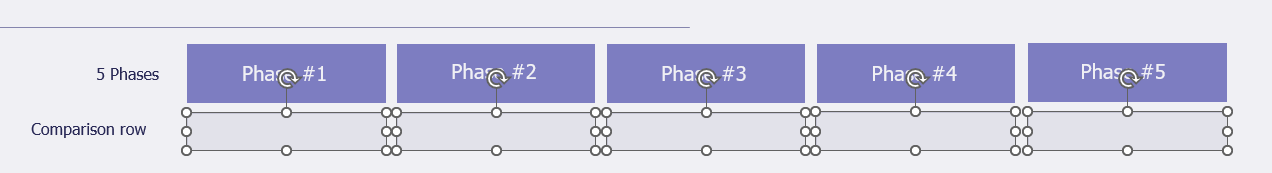 5 Phases
Phase #1
Phase #2
Phase #3
Phase #4
Phase #5
Comparison row